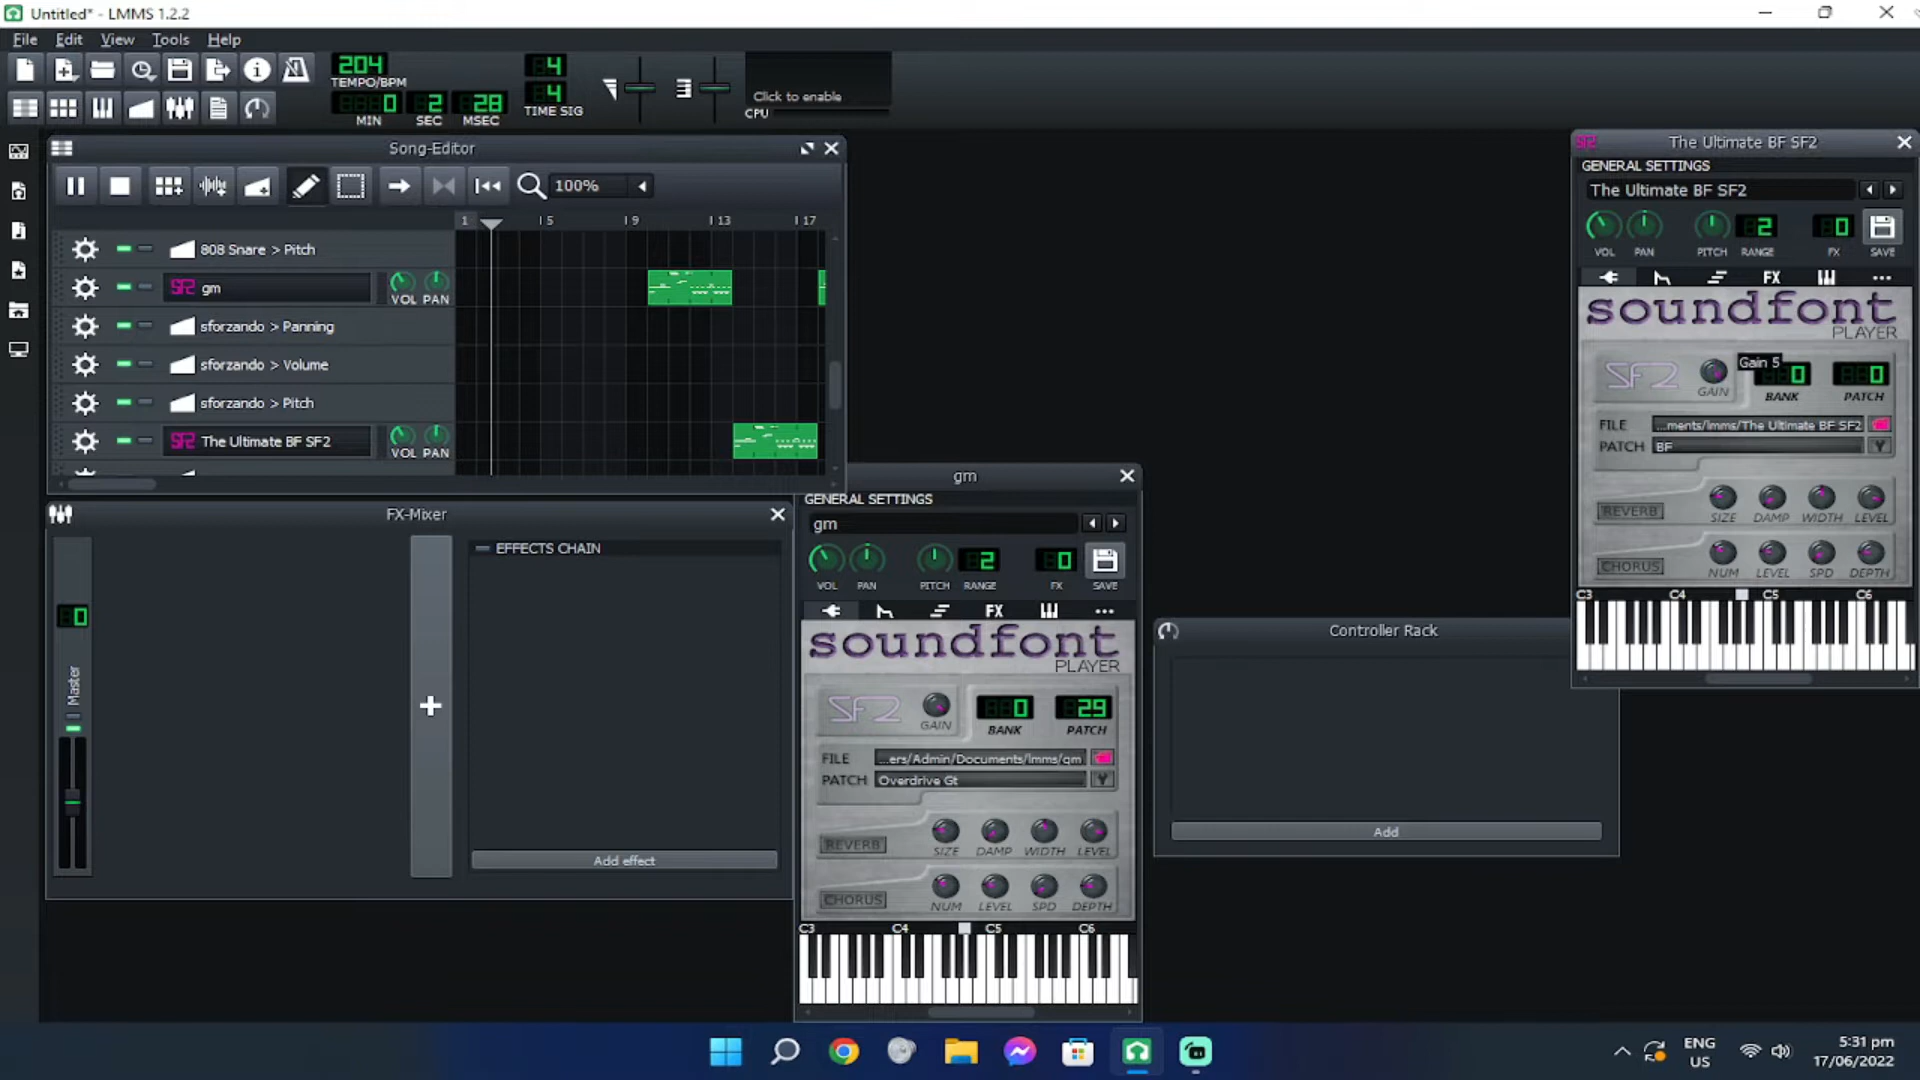 Untitled* - LMMS 1.2.2
File Edit View Tools Help
204
TEMPO/BPM
0 2 28
MIN SEC MSEC
4
4
TIME SIG
Click to enable
CPU
Song-Editor
100%
1 5 9 13 17
808 Snare > Pitch
gm
VOL PAN
sforzando > Panning
sforzando > Volume
sforzando > Pitch
The Ultimate BF SF2
VOL PAN
FX-Mixer
0
Master
EFFECTS CHAIN
Add effect
gm
GENERAL SETTINGS
gm
2 0
VOL PAN PITCH RANGE FX SAVE
FX
soundfont
PLAYER
SF2
GAIN
0 29
BANK PATCH
FILE ...ers/Admin/Documents/lmms/gm
PATCH Overdrive Gt
REVERB
SIZE DAMP WIDTH LEVEL
CHORUS
NUM LEVEL SPD DEPTH
C3 C4 C5 C6
Controller Rack
Add
The Ultimate BF SF2
GENERAL SETTINGS
The Ultimate BF SF2
2 0
VOL PAN PITCH RANGE FX SAVE
FX
soundfont
PLAYER
SF2
GAIN
Gain 5
0 0
BANK PATCH
FILE ...ments/lmms/The Ultimate BF SF2
PATCH BF
REVERB
SIZE DAMP WIDTH LEVEL
CHORUS
NUM LEVEL SPD DEPTH
C3 C4 C5 C6
ENG
US
5:31 pm
17/06/2022